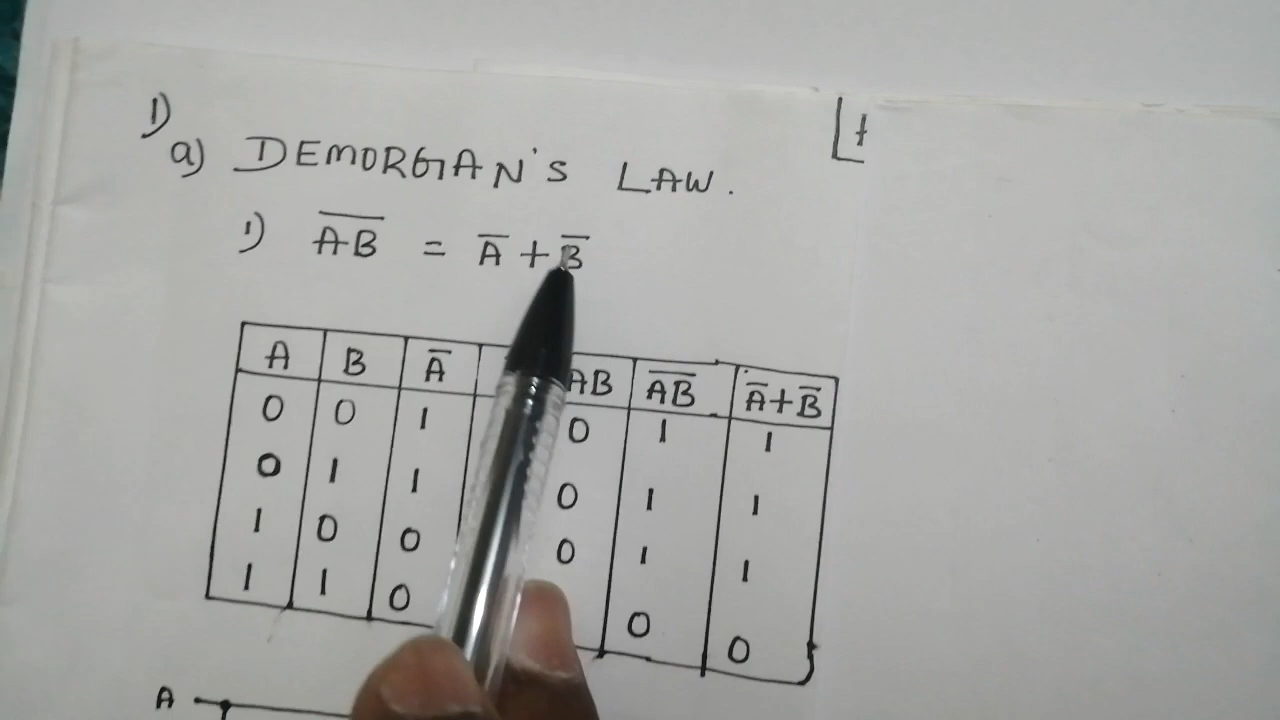 1)
a) DEMORGAN'S LAW.
1) A̅B̅ = A̅ + B̅
A B A̅ AB A̅B̅ A̅+B̅
0 0 1 0 1 1
0 1 1 0 1 1
1 0 0 0 1 1
1 1 0 0 0
A